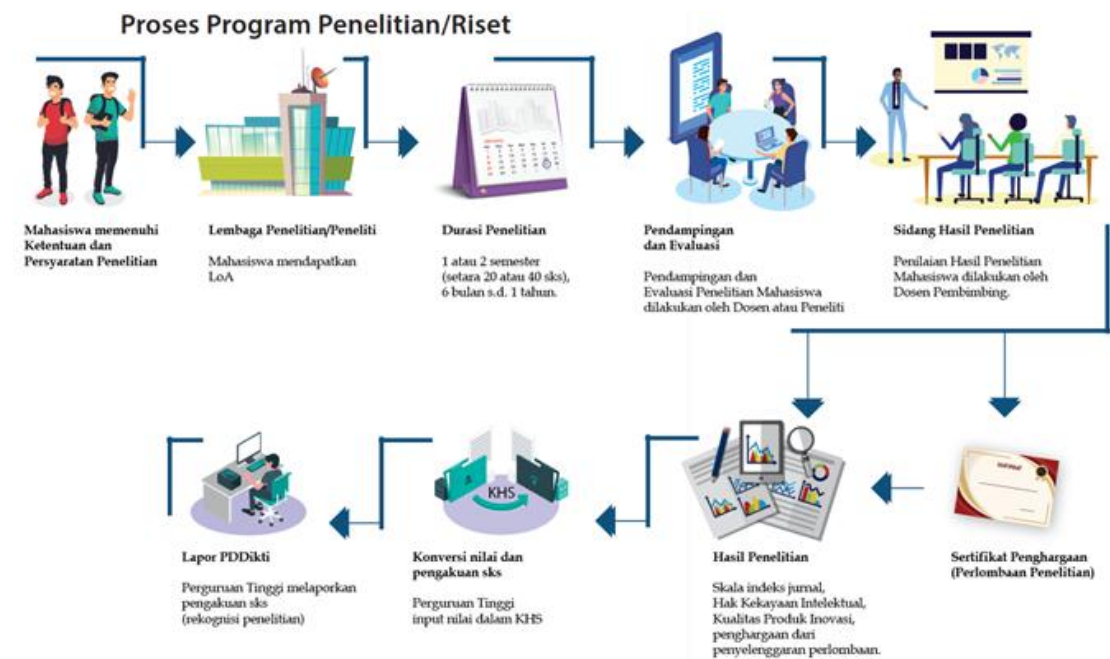 Proses Program Penelitian/Riset
Mahasiswa memenuhi
Ketentuan dan
Persyaratan Penelitian
Lembaga Penelitian/Peneliti
Mahasiswa mendapatkan
LoA
Durasi Penelitian
1 atau 2 semester
(setara 20 atau 40 sks),
6 bulan s.d. 1 tahun.
Pendampingan
dan Evaluasi
Pendampingan dan
Evaluasi Penelitian Mahasiswa
dilakukan oleh Dosen atau Peneliti
Sidang Hasil Penelitian
Penilaian Hasil Penelitian
Mahasiswa dilakukan oleh
Dosen Pembimbing.
KHS
Lapor PDDikti
Perguruan Tinggi melaporkan
pengakuan sks
(rekognisi penelitian)
Konversi nilai dan
pengakuan sks
Perguruan Tinggi
input nilai dalam KHS
Hasil Penelitian
Skala indeks jurnal,
Hak Kekayaan Intelektual,
Kualitas Produk Inovasi,
penghargaan dari
penyelenggaran perlombaan.
Sertifikat Penghargaan
(Perlombaan Penelitian)